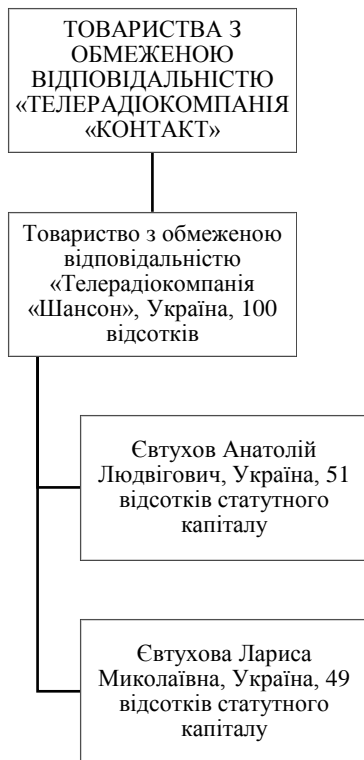 ТОВАРИСТВА З
ОБМЕЖЕНОЮ
ВІДПОВІДАЛЬНІСТЮ
«ТЕЛЕРАДІОКОМПАНІЯ
«КОНТАКТ»
Товариство з обмеженою
відповідальністю
«Телерадіокомпанія
«Шансон», Україна, 100
відсотків
Євтухов Анатолій
Людвігович, Україна, 51
відсотків статутного
капіталу
Євтухова Лариса
Миколаївна, Україна, 49
відсотків статутного
капіталу